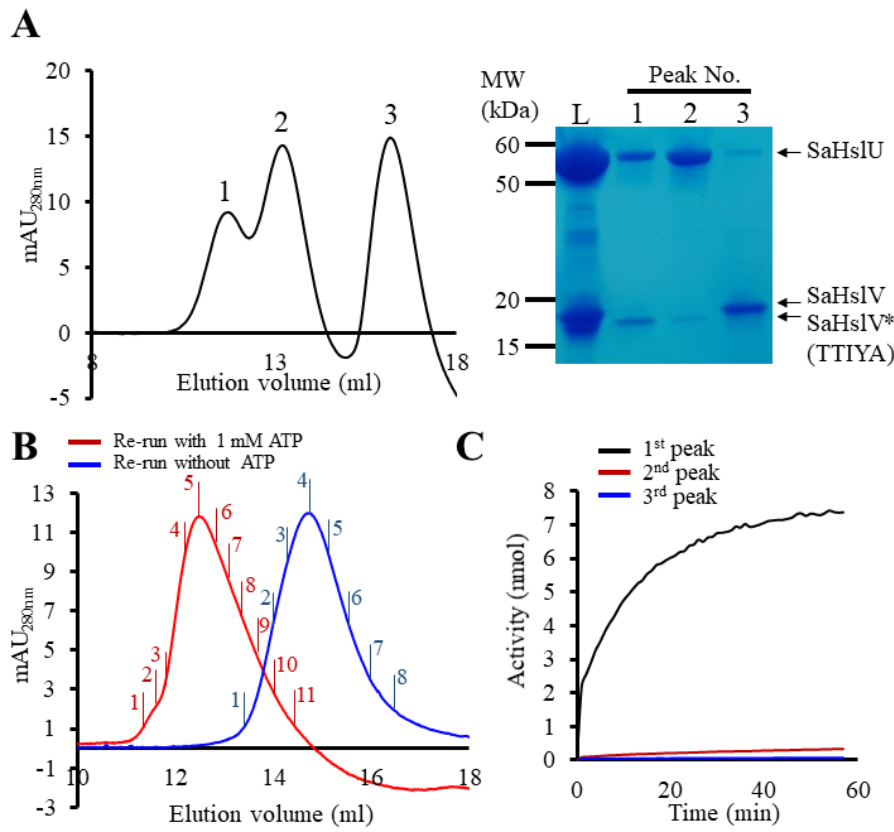 A
20
15
10
5
0
-5
8
13
18
mAU280nm
Elution volume (ml)
1
2
3
MW
(kDa)
Peak No.
L
1
2
3
60
50
20
15
SaHslU
SaHslV
SaHslV*
(TTIYA)
B
Re-run with 1 mM ATP
Re-run without ATP
13
11
9
7
5
3
1
-1
-3
10
12
14
16
18
mAU280nm
Elution volume (ml)
1
2
3
4
5
6
7
8
9
10
11
1
2
3
4
5
6
7
8
C
1st peak
2nd peak
3rd peak
8
7
6
5
4
3
2
1
0
0
20
40
60
Activity (nmol)
Time (min)